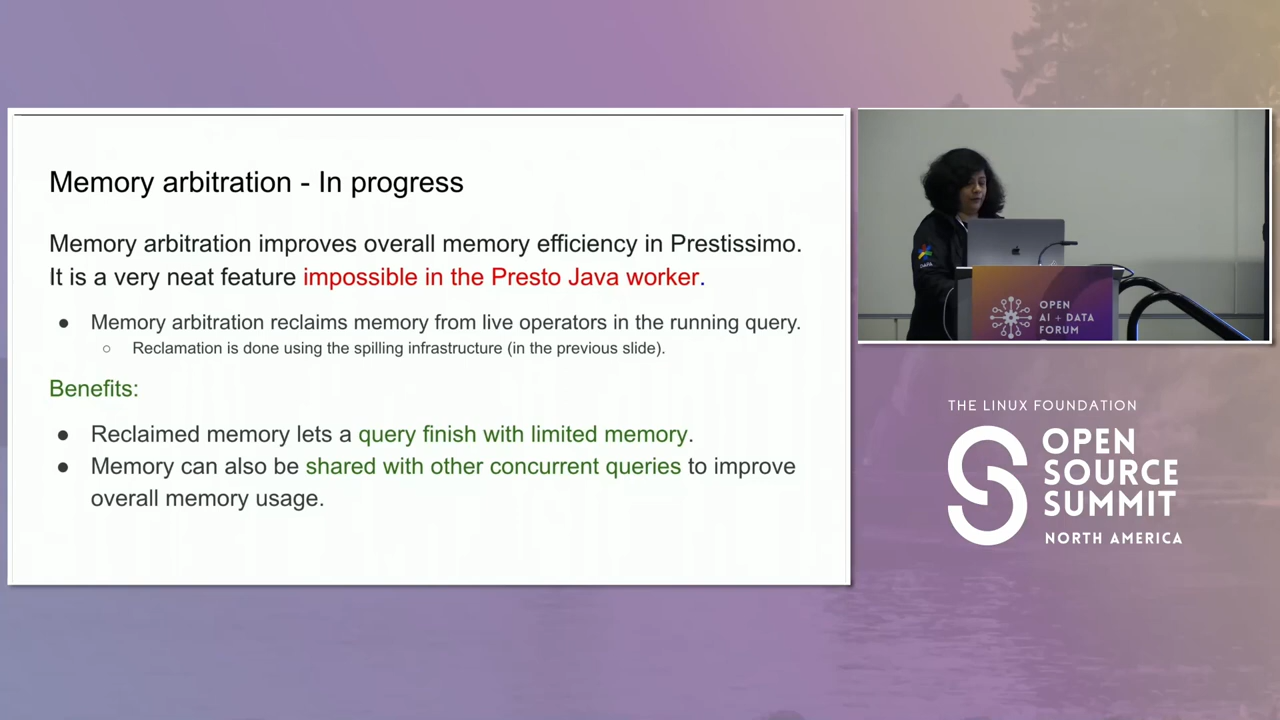 Memory arbitration - In progress
Memory arbitration improves overall memory efficiency in Prestissimo.
It is a very neat feature impossible in the Presto Java worker.
● Memory arbitration reclaims memory from live operators in the running query.
○ Reclamation is done using the spilling infrastructure (in the previous slide).
Benefits:
● Reclaimed memory lets a query finish with limited memory.
● Memory can also be shared with other concurrent queries to improve
overall memory usage.
OPEN
AI + DATA
FORUM
THE LINUX FOUNDATION
OPEN
SOURCE
SUMMIT
NORTH AMERICA